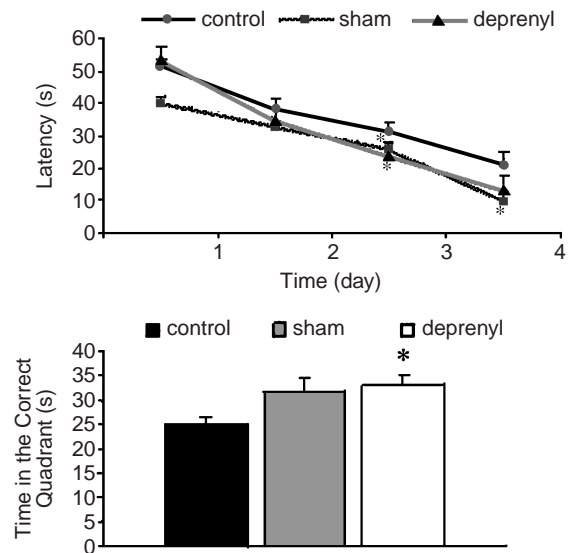 control sham deprenyl
60
50
40
30
20
10
0
Latency (s)
*
*
*
1 2 3 4
Time (day)
control sham deprenyl
40
35
30
25
20
15
10
5
0
Time in the Correct
Quadrant (s)
*